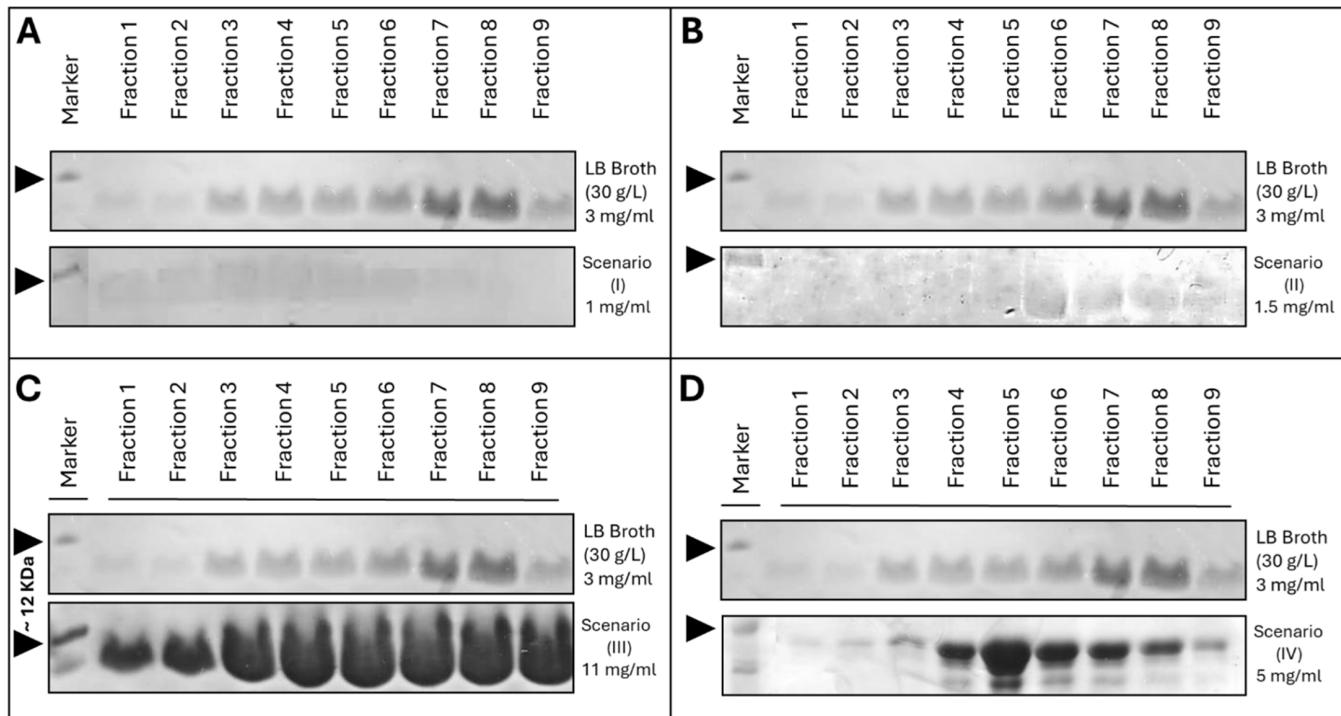 A
Marker
Fraction 1
Fraction 2
Fraction 3
Fraction 4
Fraction 5
Fraction 6
Fraction 7
Fraction 8
Fraction 9
LB Broth
(30 g/L)
3 mg/ml
Scenario
(I)
1 mg/ml
B
Marker
Fraction 1
Fraction 2
Fraction 3
Fraction 4
Fraction 5
Fraction 6
Fraction 7
Fraction 8
Fraction 9
LB Broth
(30 g/L)
3 mg/ml
Scenario
(II)
1.5 mg/ml
C
Marker
Fraction 1
Fraction 2
Fraction 3
Fraction 4
Fraction 5
Fraction 6
Fraction 7
Fraction 8
Fraction 9
~ 12 KDa
LB Broth
(30 g/L)
3 mg/ml
Scenario
(III)
11 mg/ml
D
Marker
Fraction 1
Fraction 2
Fraction 3
Fraction 4
Fraction 5
Fraction 6
Fraction 7
Fraction 8
Fraction 9
LB Broth
(30 g/L)
3 mg/ml
Scenario
(IV)
5 mg/ml